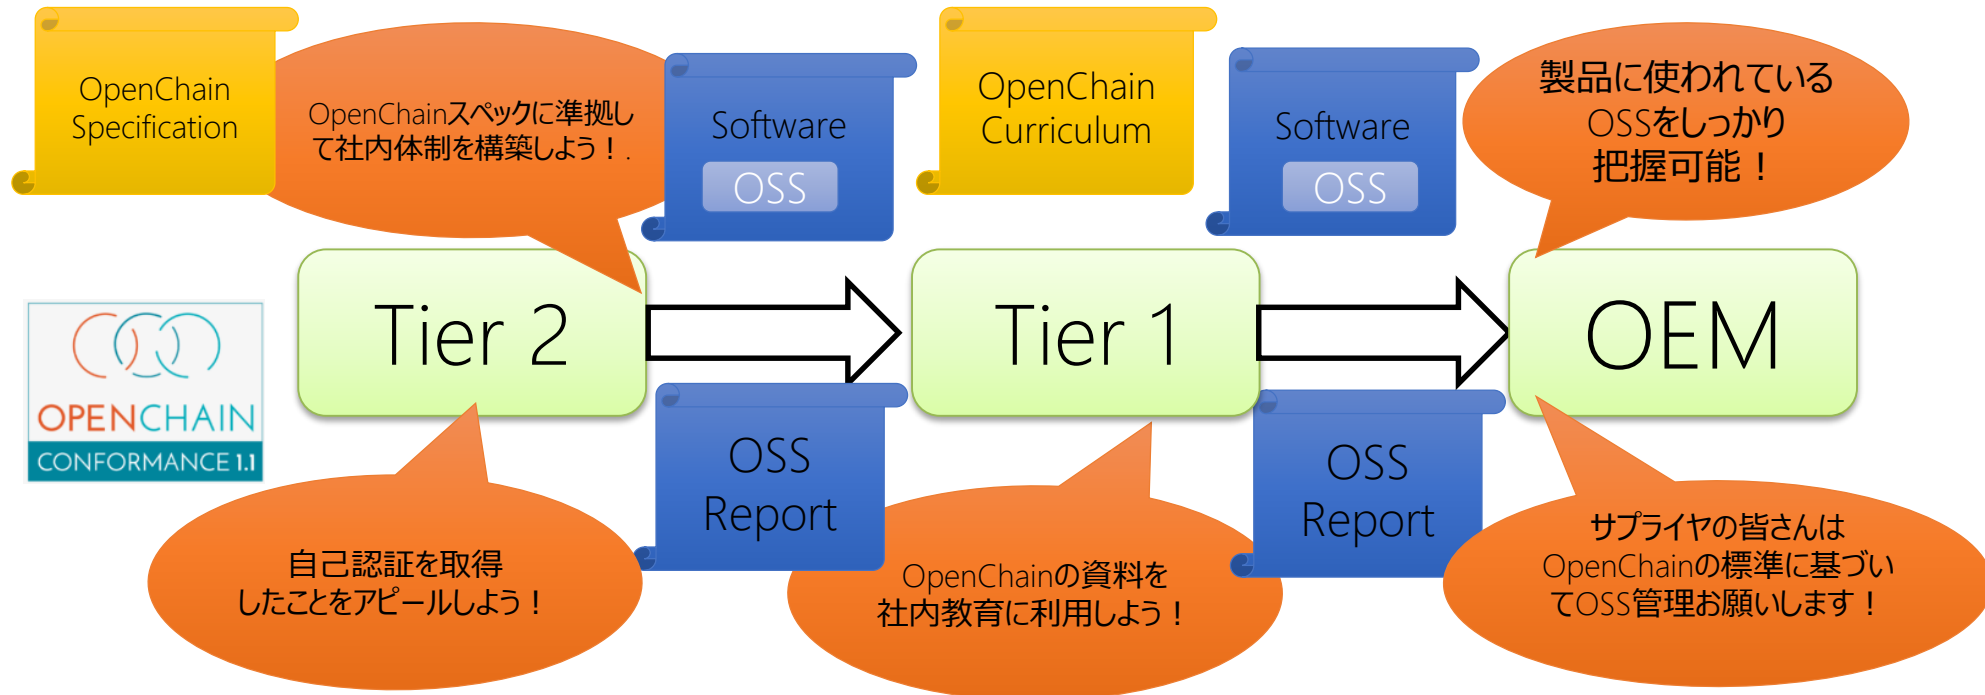 OpenChain
Specification
OpenChainスペックに準拠し
て社内体制を構築しよう！.
Software
OSS
OpenChain
Curriculum
Software
OSS
製品に使われている
OSSをしっかり
把握可能！
Tier 2
Tier 1
OEM
OPENCHAIN
CONFORMANCE 1.1
OSS
Report
OSS
Report
自己認証を取得
したことをアピールしよう！
OpenChainの資料を
社内教育に利用しよう！
サプライヤの皆さんは
OpenChainの標準に基づい
てOSS管理お願いします！